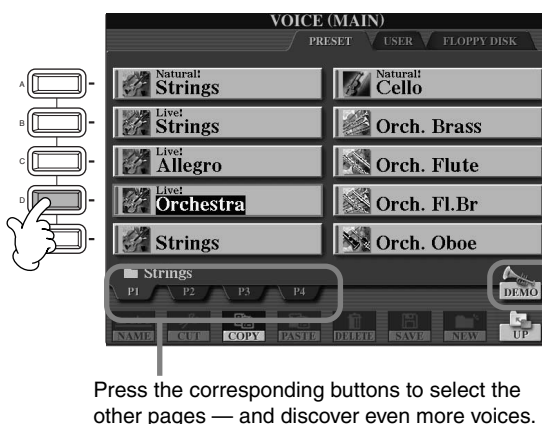 VOICE (MAIN)
PRESET USER FLOPPY DISK
A
Natural!
Strings
Natural!
Cello
B
Live!
Strings
Orch. Brass
C
Live!
Allegro
Orch. Flute
D
Live!
Orchestra
Orch. Fl.Br
Strings
Orch. Oboe
Strings
P1 P2 P3 P4
DEMO
NAME CUT COPY PASTE DELETE SAVE NEW UP
Press the corresponding buttons to select the
other pages — and discover even more voices.